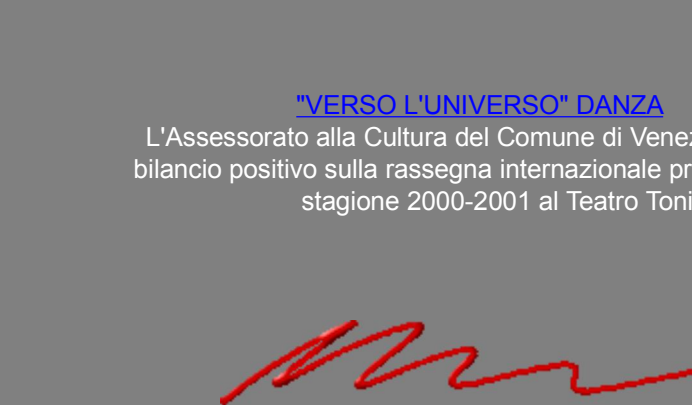 "VERSO L'UNIVERSO" DANZA
L'Assessorato alla Cultura del Comune di
bilancio positivo sulla rassegna internazionale
stagione 2000-2001 al Teatro